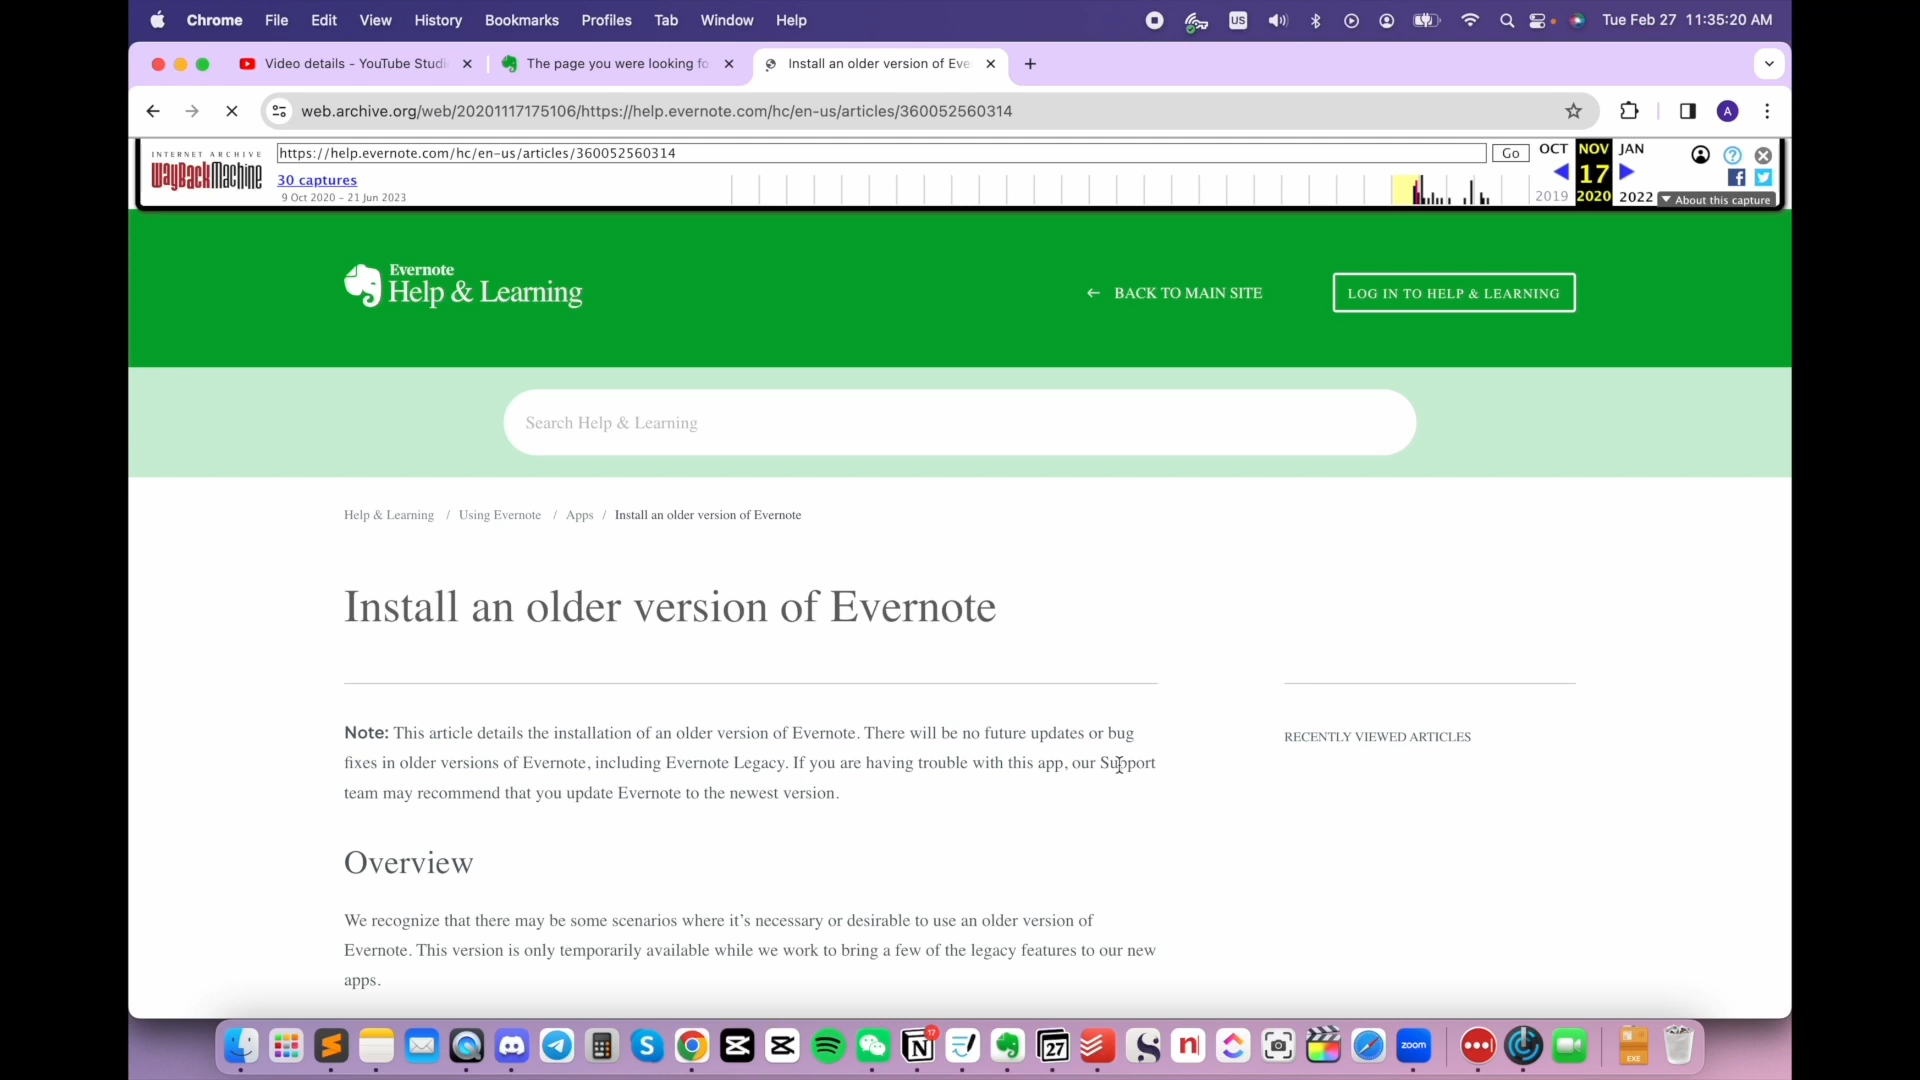 Chrome File Edit View History Bookmarks Profiles Tab Window Help US Tue Feb 27 11:35:20 AM
Video details - YouTube Studi
The page you were looking fo
Install an older version of Eve
web.archive.org/web/20201117175106/https://help.evernote.com/hc/en-us/articles/360052560314
A
INTERNET ARCHIVE
WayBackMachine
https://help.evernote.com/hc/en-us/articles/360052560314
Go
30 captures
9 Oct 2020 – 21 Jun 2023
OCT NOV JAN
17
2019 2020 2022
About this capture
Evernote
Help & Learning
← BACK TO MAIN SITE
LOG IN TO HELP & LEARNING
Search Help & Learning
Help & Learning / Using Evernote / Apps / Install an older version of Evernote
Install an older version of Evernote
Note: This article details the installation of an older version of Evernote. There will be no future updates or bug
fixes in older versions of Evernote, including Evernote Legacy. If you are having trouble with this app, our Support
team may recommend that you update Evernote to the newest version.
RECENTLY VIEWED ARTICLES
Overview
We recognize that there may be some scenarios where it's necessary or desirable to use an older version of
Evernote. This version is only temporarily available while we work to bring a few of the legacy features to our new
apps.
17
27
zoom
EXE